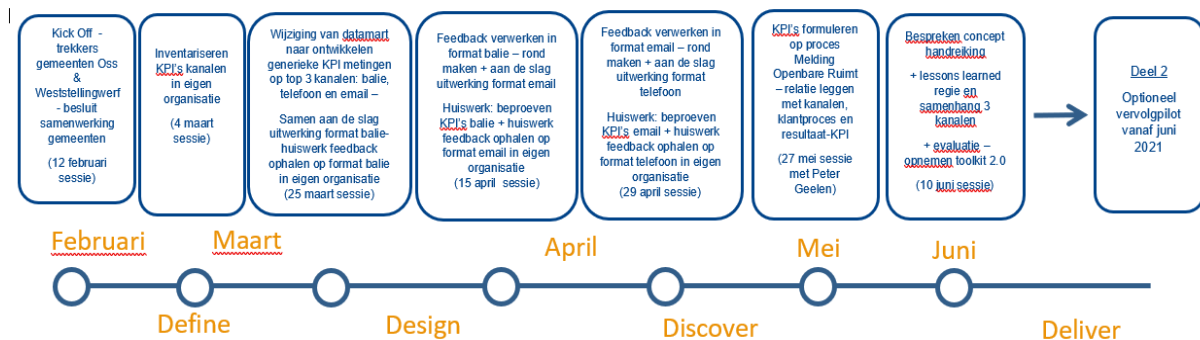 Kick Off -
trekkers
gemeenten Oss
&
Weststellingwerf
- besluit
samenwerking
gemeenten
(12 februari
sessie)
Inventariseren
KPI's kanalen
in eigen
organisatie
(4 maart
sessie)
Wijziging van datamart
naar ontwikkelen
generieke KPI metingen
op top 3 kanalen: balie,
telefoon en email –
Samen aan de slag
uitwerking format balie-
huiswerk feedback
ophalen op format balie
in eigen organisatie
(25 maart sessie)
Feedback verwerken in
format balie – rond
maken + aan de slag
uitwerking format email
Huiswerk: beproeven
KPI's balie + huiswerk
feedback ophalen op
format email in eigen
organisatie
(15 april sessie)
Feedback verwerken in
format email – rond
maken + aan de slag
uitwerking format
telefoon
Huiswerk: beproeven
KPI's email + huiswerk
feedback ophalen op
format telefoon in eigen
organisatie
(29 april sessie)
KPI's formuleren
op proces
Melding
Openbare Ruimt
– relatie leggen
met kanalen,
klantproces en
resultaat-KPI
(27 mei sessie
met Peter
Geelen)
Bespreken concept
handreiking
+ lessons learned
regie en
samenhang 3
kanalen
+ evaluatie –
opnemen toolkit 2.0
(10 juni sessie)
Deel 2
Optioneel
vervolgpilot
vanaf juni
2021
Februari
Maart
April
Mei
Juni
Define
Design
Discover
Deliver